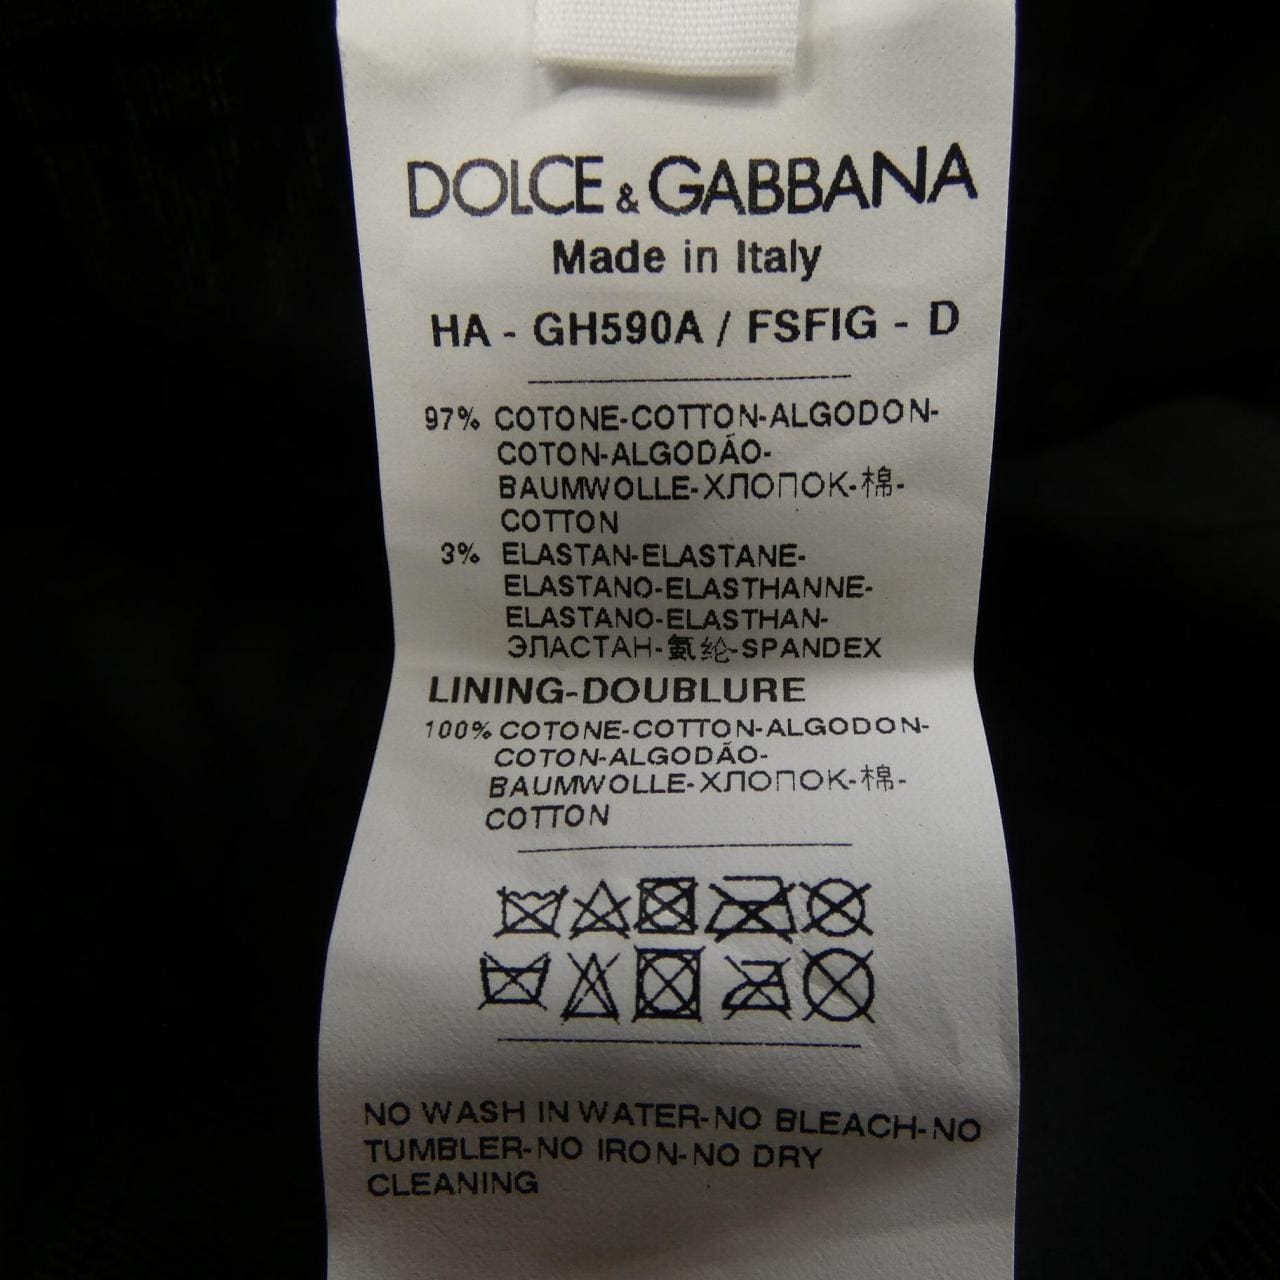 DOLCE & GABBANA
Made in Italy
HA - GH590A / FSFIG - D
97% COTONE-COTTON-ALGODON-
COTON-ALGODÃO-
BAUMWOLLE-ХЛОПОК-棉-
COTTON
3% ELASTAN-ELASTANE-
ELASTANO-ELASTHANNE-
ELASTANO-ELASTHAN-
ЭЛАСТАН-氨纶-SPANDEX
LINING-DOUBLURE
100% COTONE-COTTON-ALGODON-
COTON-ALGODÃO-
BAUMWOLLE-ХЛОПОК-棉-
COTTON
NO WASH IN WATER-NO BLEACH-NO
TUMBLER-NO IRON-NO DRY
CLEANING